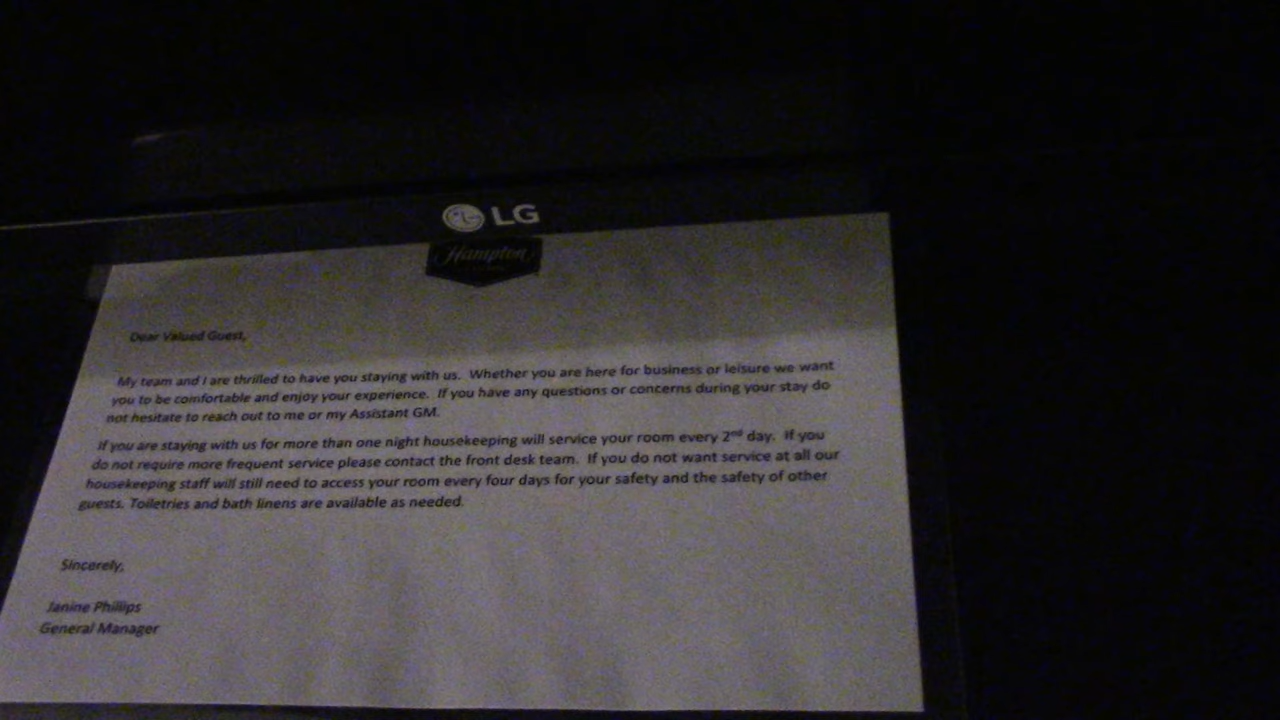 LG
Hampton
Dear Valued Guest,
My team and I are thrilled to have you staying with us. Whether you are here for business or leisure we want
you to be comfortable and enjoy your experience. If you have any questions or concerns during your stay do
not hesitate to reach out to me or my Assistant GM.
If you are staying with us for more than one night housekeeping will service your room every 2nd day. If you
do not require more frequent service please contact the front desk team. If you do not want service at all our
housekeeping staff will still need to access your room every four days for your safety and the safety of other
guests. Toiletries and bath linens are available as needed.
Sincerely,
Janine Phillips
General Manager